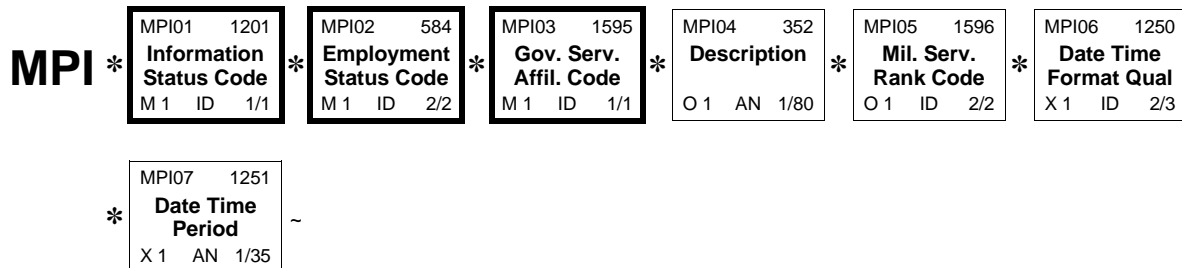 MPI * MPI01 1201 * MPI02 584 * MPI03 1595 * MPI04 352 * MPI05 1596 * MPI06 1250
Information Employment Gov. Serv. Description Mil. Serv. Date Time
Status Code Status Code Affil. Code Rank Code Format Qual
M 1 ID 1/1 M 1 ID 2/2 M 1 ID 1/1 O 1 AN 1/80 O 1 ID 2/2 X 1 ID 2/3
* MPI07 1251 ~
Date Time
Period
X 1 AN 1/35